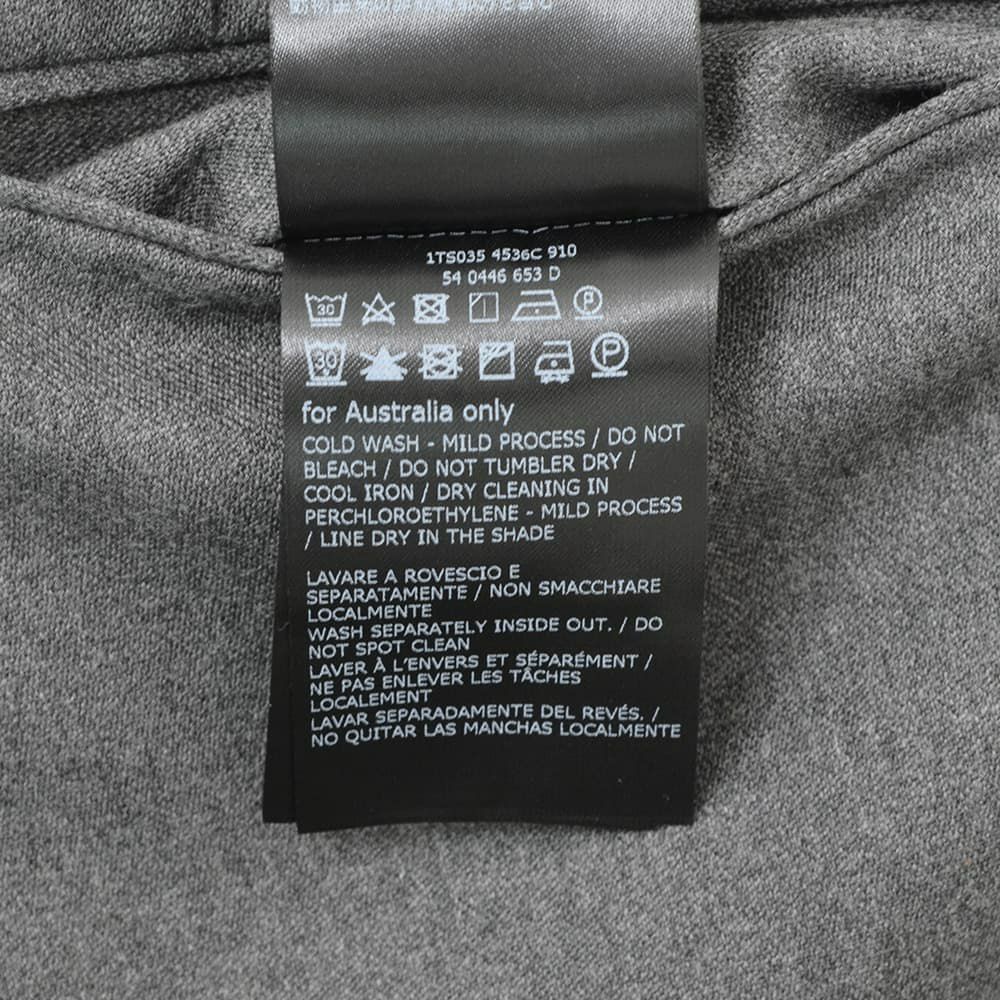 1TS035 4536C 910
54 0446 653 D
30
P
30
P
for Australia only
COLD WASH - MILD PROCESS / DO NOT
BLEACH / DO NOT TUMBLER DRY /
COOL IRON / DRY CLEANING IN
PERCHLOROETHYLENE - MILD PROCESS
/ LINE DRY IN THE SHADE
LAVARE A ROVESCIO E
SEPARATAMENTE / NON SMACCHIARE
LOCALMENTE
WASH SEPARATELY INSIDE OUT. / DO
NOT SPOT CLEAN
LAVER À L'ENVERS ET SÉPARÉMENT /
NE PAS ENLEVER LES TÂCHES
LOCALEMENT
LAVAR SEPARADAMENTE DEL REVÉS. /
NO QUITAR LAS MANCHAS LOCALMENTE